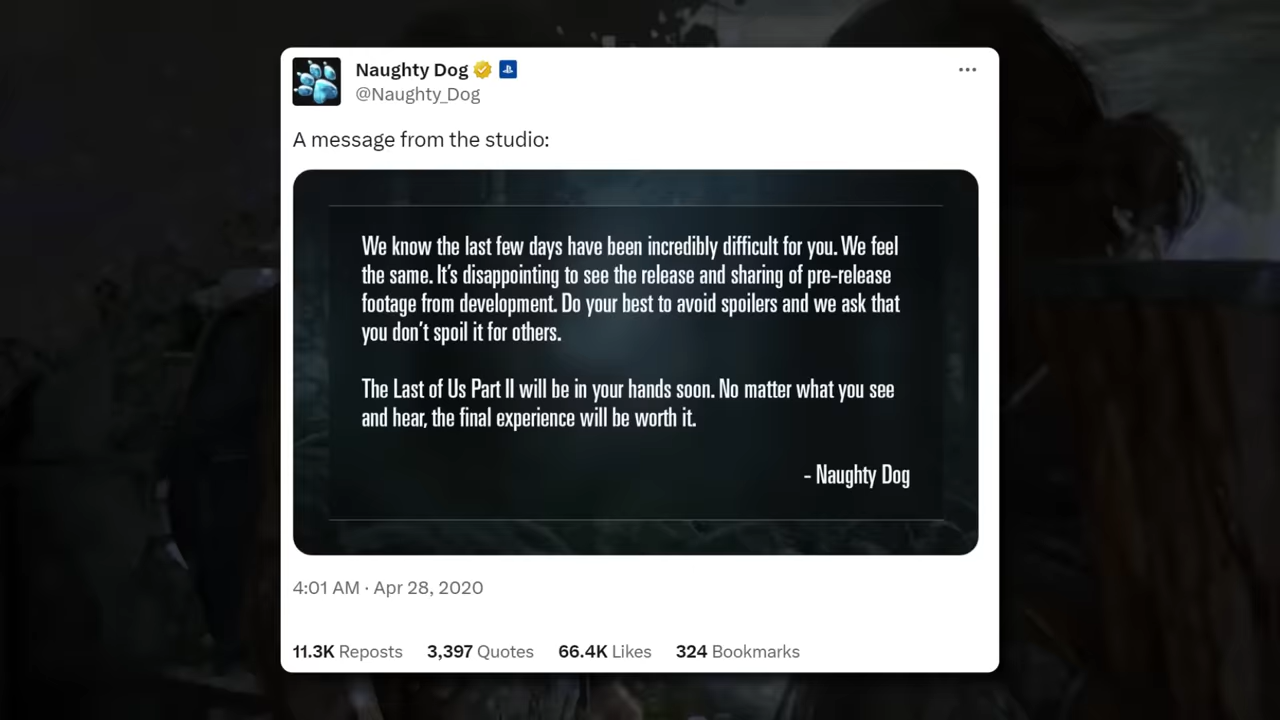 Naughty Dog
@Naughty_Dog
A message from the studio:
We know the last few days have been incredibly difficult for you. We feel
the same. It's disappointing to see the release and sharing of pre-release
footage from development. Do your best to avoid spoilers and we ask that
you don't spoil it for others.
The Last of Us Part II will be in your hands soon. No matter what you see
and hear, the final experience will be worth it.
- Naughty Dog
4:01 AM · Apr 28, 2020
11.3K Reposts 3,397 Quotes 66.4K Likes 324 Bookmarks